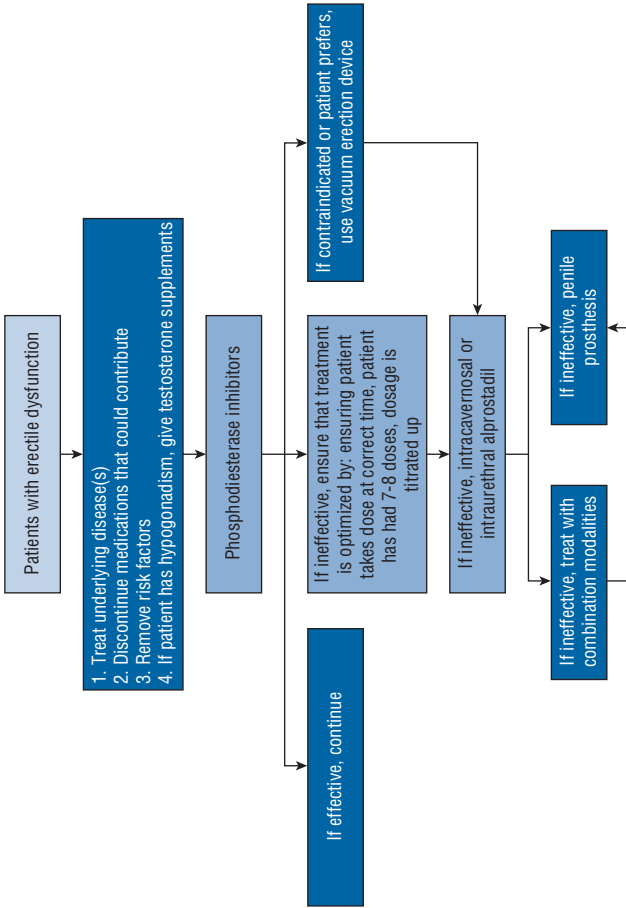 Patients with erectile dysfunction
1. Treat underlying disease(s)
2. Discontinue medications that could contribute
3. Remove risk factors
4. If patient has hypogonadism, give testosterone supplements
Phosphodiesterase inhibitors
If effective, continue
If ineffective, ensure that treatment
is optimized by: ensuring patient
takes dose at correct time, patient
has had 7-8 doses, dosage is
titrated up
If contraindicated or patient prefers,
use vacuum erection device
If ineffective, intracavernosal or
intraurethral alprostadil
If ineffective, treat with
combination modalities
If ineffective, penile
prosthesis